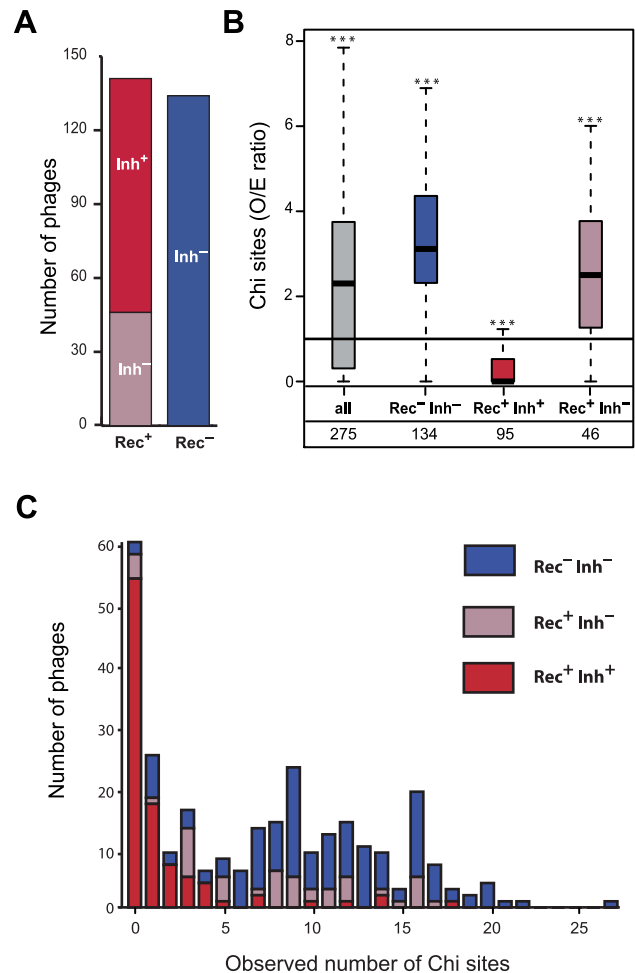 A
Number of phages
150
120
90
60
30
0
Inh⁺
Inh⁻
Inh⁻
Rec⁺ Rec⁻
B
Chi sites (O/E ratio)
8
6
4
2
0
*** *** *** ***
all Rec⁻ Inh⁻ Rec⁺ Inh⁺ Rec⁺ Inh⁻
275 134 95 46
C
Number of phages
60
50
40
30
20
10
0
Rec⁻ Inh⁻
Rec⁺ Inh⁻
Rec⁺ Inh⁺
0 5 10 15 20 25
Observed number of Chi sites